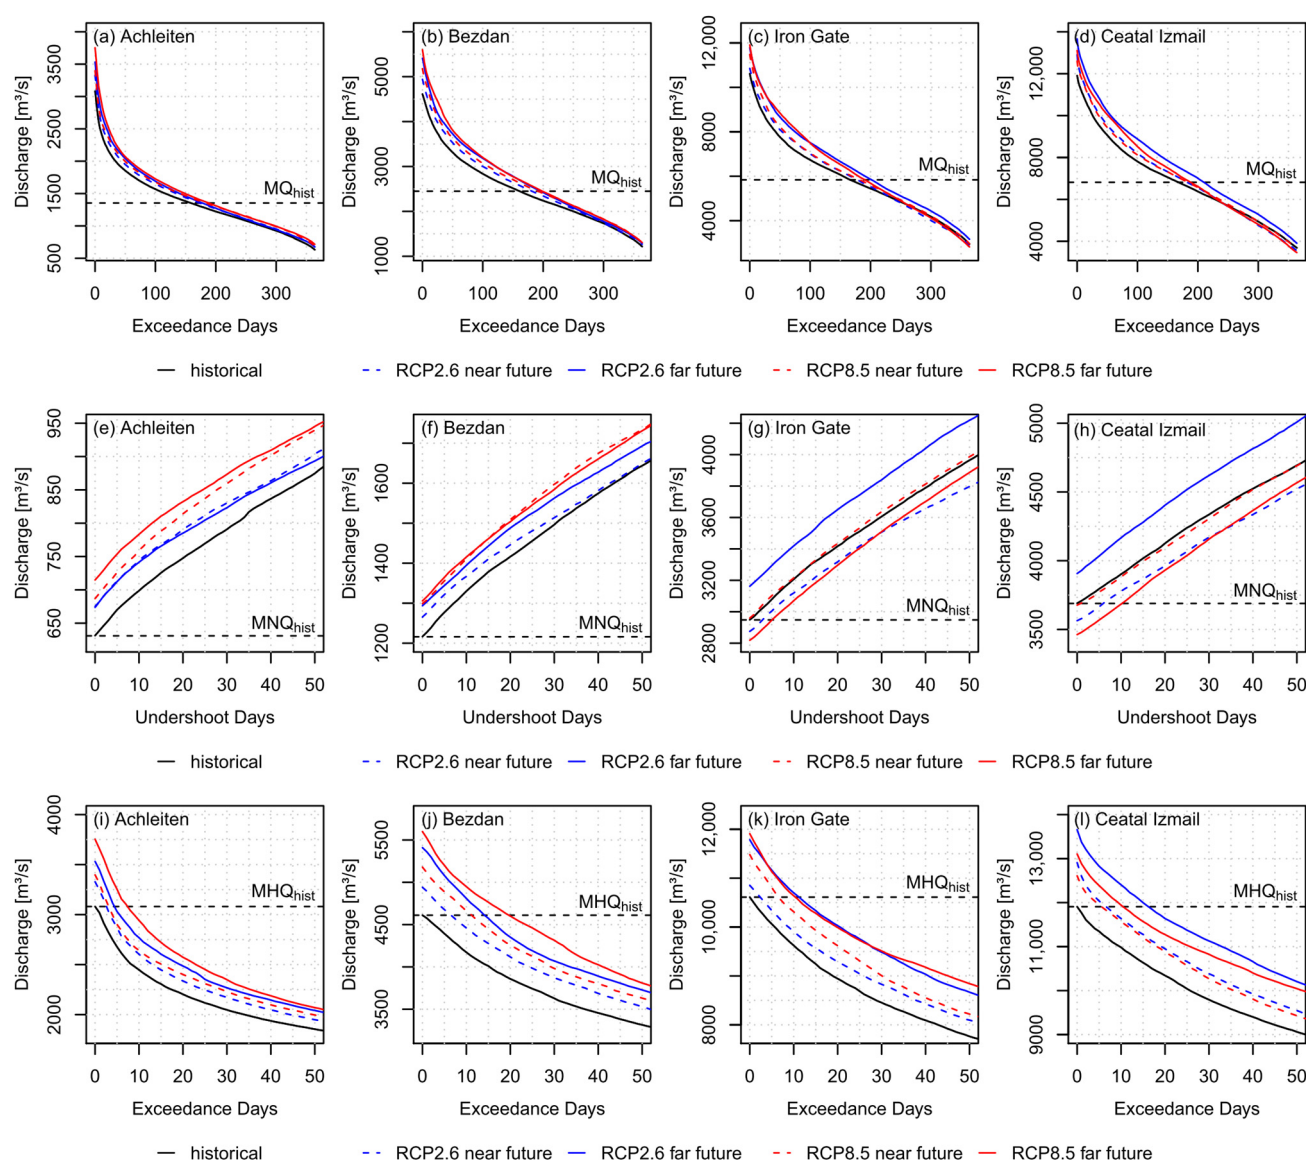 (a) Achleiten
Discharge [m³/s]
3500
2500
1500
500
MQhist
0 100 200 300
Exceedance Days
(b) Bezdan
Discharge [m³/s]
5000
3000
1000
MQhist
0 100 200 300
Exceedance Days
(c) Iron Gate
Discharge [m³/s]
12,000
8000
4000
MQhist
0 100 200 300
Exceedance Days
(d) Ceatal Izmail
Discharge [m³/s]
12,000
8000
4000
MQhist
0 100 200 300
Exceedance Days
historical RCP2.6 near future RCP2.6 far future RCP8.5 near future RCP8.5 far future
(e) Achleiten
Discharge [m³/s]
950
850
750
650
MNQhist
0 10 20 30 40 50
Undershoot Days
(f) Bezdan
Discharge [m³/s]
1600
1400
1200
MNQhist
0 10 20 30 40 50
Undershoot Days
(g) Iron Gate
Discharge [m³/s]
4000
3600
3200
2800
MNQhist
0 10 20 30 40 50
Undershoot Days
(h) Ceatal Izmail
Discharge [m³/s]
5000
4500
4000
3500
MNQhist
0 10 20 30 40 50
Undershoot Days
historical RCP2.6 near future RCP2.6 far future RCP8.5 near future RCP8.5 far future
(i) Achleiten
Discharge [m³/s]
4000
3000
2000
MHQhist
0 10 20 30 40 50
Exceedance Days
(j) Bezdan
Discharge [m³/s]
5500
4500
3500
MHQhist
0 10 20 30 40 50
Exceedance Days
(k) Iron Gate
Discharge [m³/s]
12,000
10,000
8000
MHQhist
0 10 20 30 40 50
Exceedance Days
(l) Ceatal Izmail
Discharge [m³/s]
13,000
11,000
9000
MHQhist
0 10 20 30 40 50
Exceedance Days
historical RCP2.6 near future RCP2.6 far future RCP8.5 near future RCP8.5 far future